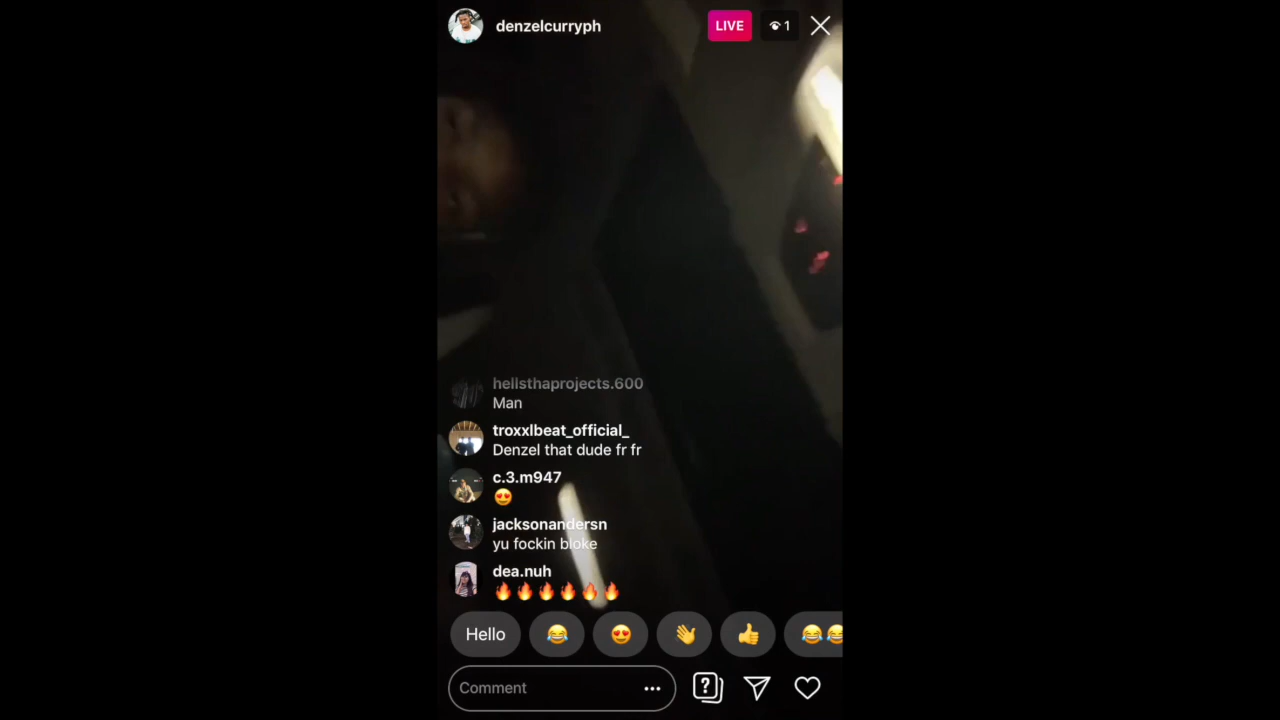 denzelcurryph
LIVE
1
hellsthaprojects.600
Man
troxxlbeat_official_
Denzel that dude fr fr
c.3.m947
😍
jacksonandersn
yu fockin bloke
dea.nuh
🔥🔥🔥🔥🔥🔥
Hello 😂 😍 👋 👍 😂😂
Comment